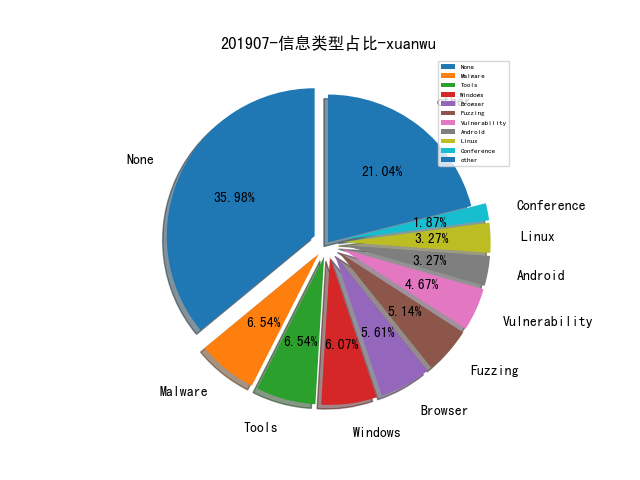 201907-信息类型占比-xuanwu
None
Malware
Tools
Windows
Browser
Fuzzing
Vulnerability
Android
Linux
Conference
other
None
35.98%
21.04%
Conference
1.87%
Linux
3.27%
Android
3.27%
Vulnerability
4.67%
Fuzzing
5.14%
Browser
5.61%
Windows
6.07%
Tools
6.54%
Malware
6.54%